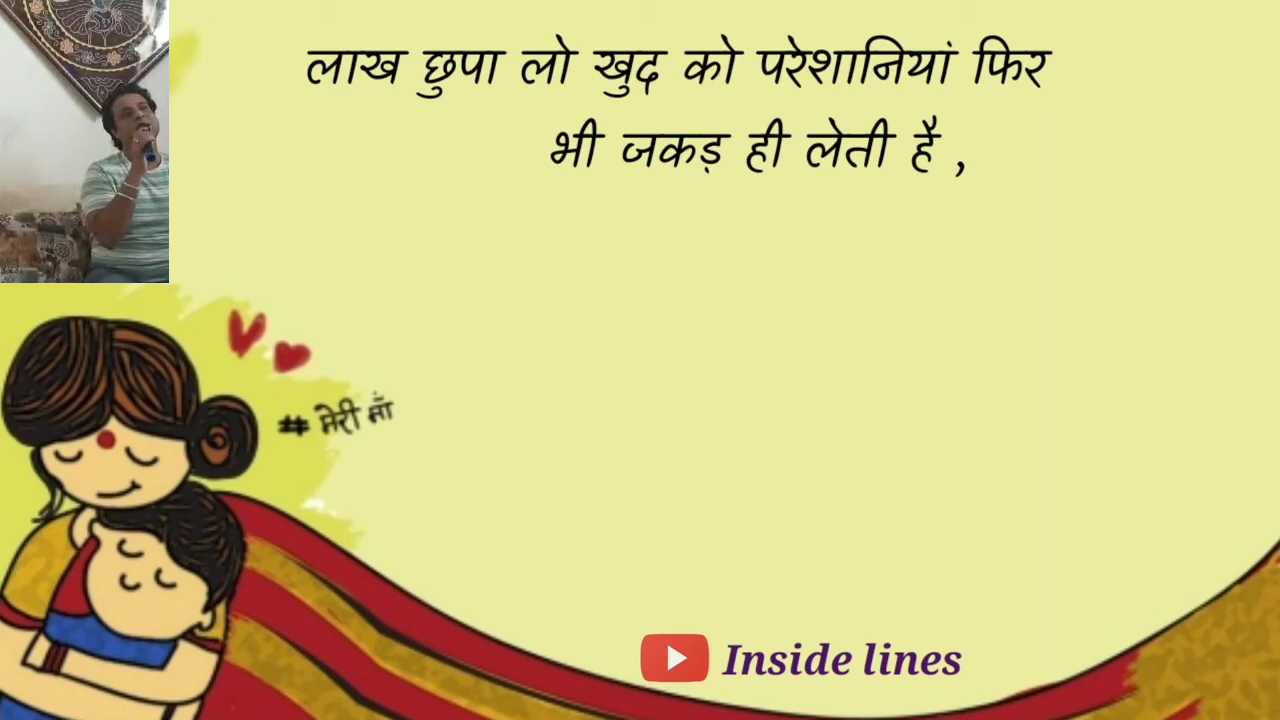 लाख छुपा लो खुद को परेशानियां फिर
भी जकड़ ही लेती है ,
# मेरी माँ
Inside lines